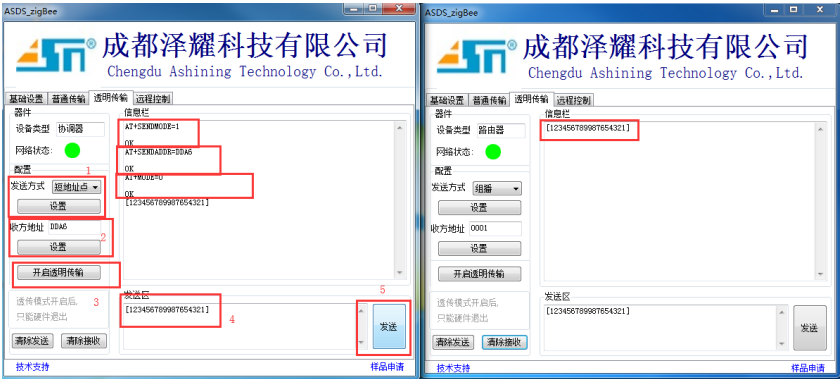 ASDS_zigBee
成都泽耀科技有限公司
Chengdu Ashining Technology Co.,Ltd.
基础设置 普通传输 透明传输 远程控制
器件
设备类型 协调器
网络状态:
配置
1
发送方式 短地址点
设置
收方地址 DDA6
2
设置
开启透明传输
3
透传模式开启后,
只能硬件退出
清除发送 清除接收
信息栏
AT+SENDMODE=1
OK
AT+SENDADDR=DDA6
OK
AT+MODE=0
OK
[123456789987654321]
发送区
[123456789987654321]
4
5
发送
技术支持
样品申请
ASDS_zigBee
成都泽耀科技有限公司
Chengdu Ashining Technology Co.,Ltd.
基础设置 普通传输 透明传输 远程控制
器件
设备类型 路由器
网络状态:
配置
发送方式 组播
设置
收方地址 0001
设置
开启透明传输
透传模式开启后,
只能硬件退出
清除发送 清除接收
信息栏
[123456789987654321]
发送区
[123456789987654321]
发送
技术支持
样品申请